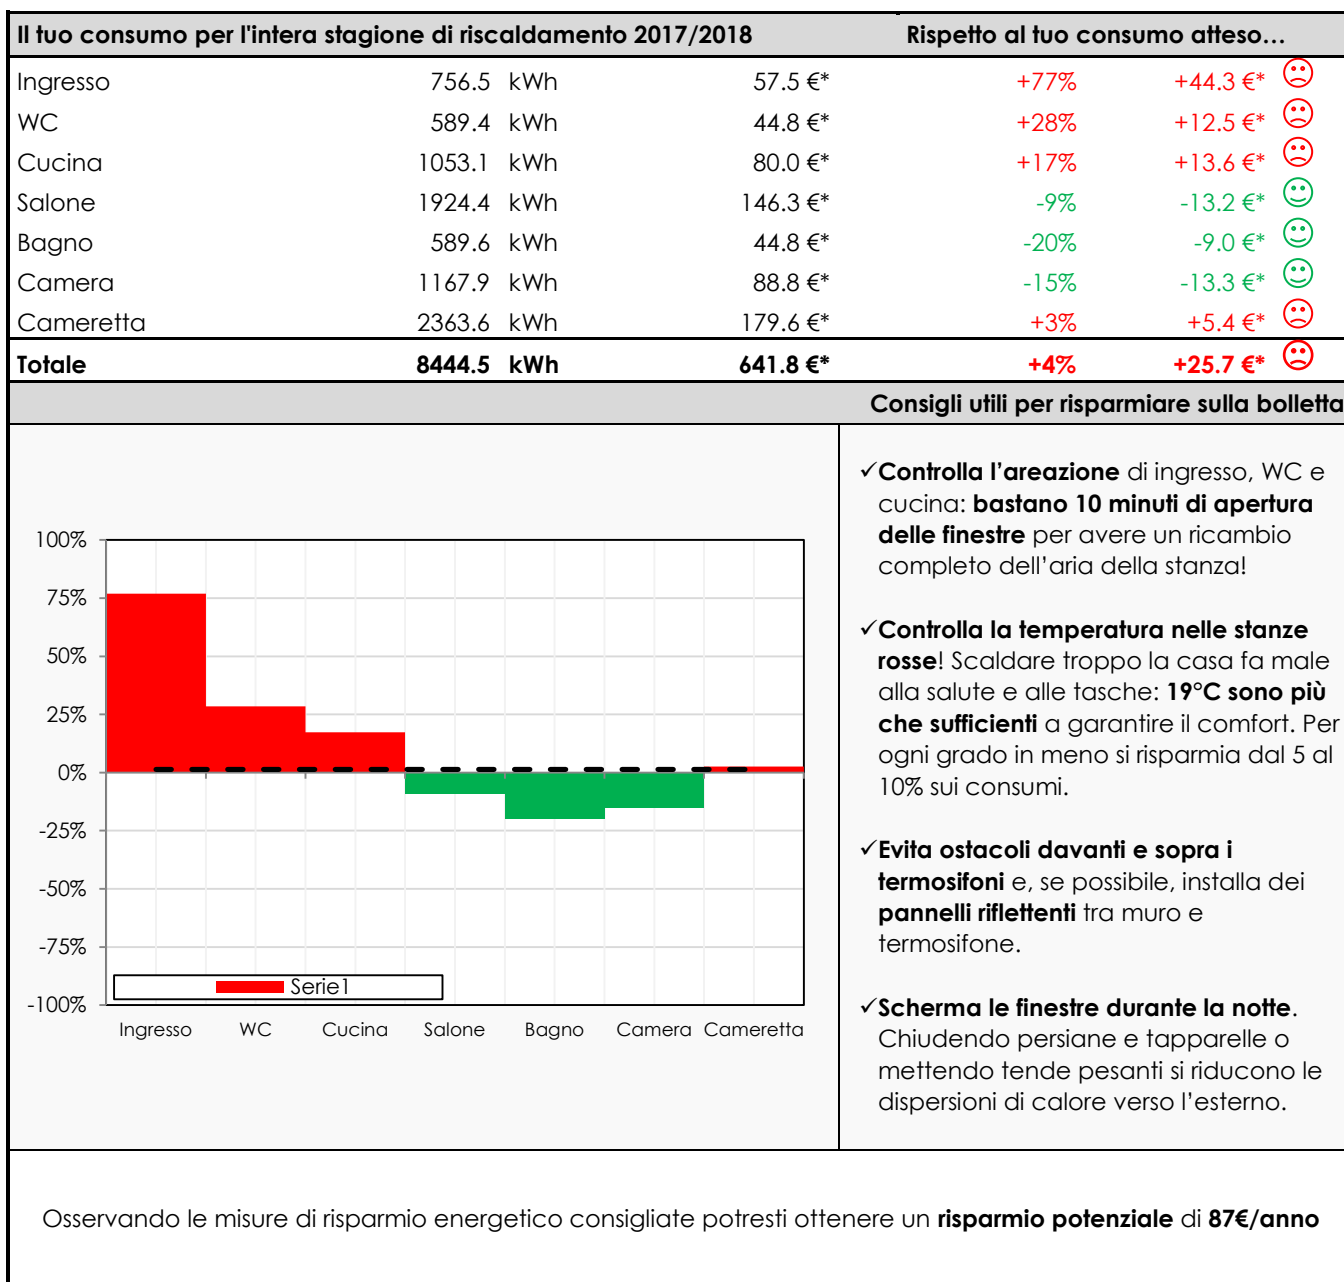 Il tuo consumo per l'intera stagione di riscaldamento 2017/2018 Rispetto al tuo consumo atteso…
Ingresso 756.5 kWh 57.5 €* +77% +44.3 €*
WC 589.4 kWh 44.8 €* +28% +12.5 €*
Cucina 1053.1 kWh 80.0 €* +17% +13.6 €*
Salone 1924.4 kWh 146.3 €* -9% -13.2 €*
Bagno 589.6 kWh 44.8 €* -20% -9.0 €*
Camera 1167.9 kWh 88.8 €* -15% -13.3 €*
Cameretta 2363.6 kWh 179.6 €* +3% +5.4 €*
Totale 8444.5 kWh 641.8 €* +4% +25.7 €*
Consigli utili per risparmiare sulla bolletta
100%
75%
50%
25%
0%
-25%
-50%
-75%
-100%
Serie1
Ingresso WC Cucina Salone Bagno Camera Cameretta
✓Controlla l’areazione di ingresso, WC e
cucina: bastano 10 minuti di apertura
delle finestre per avere un ricambio
completo dell’aria della stanza!
✓Controlla la temperatura nelle stanze
rosse! Scaldare troppo la casa fa male
alla salute e alle tasche: 19°C sono più
che sufficienti a garantire il comfort. Per
ogni grado in meno si risparmia dal 5 al
10% sui consumi.
✓Evita ostacoli davanti e sopra i
termosifoni e, se possibile, installa dei
pannelli riflettenti tra muro e
termosifone.
✓Scherma le finestre durante la notte.
Chiudendo persiane e tapparelle o
mettendo tende pesanti si riducono le
dispersioni di calore verso l’esterno.
Osservando le misure di risparmio energetico consigliate potresti ottenere un risparmio potenziale di 87€/anno